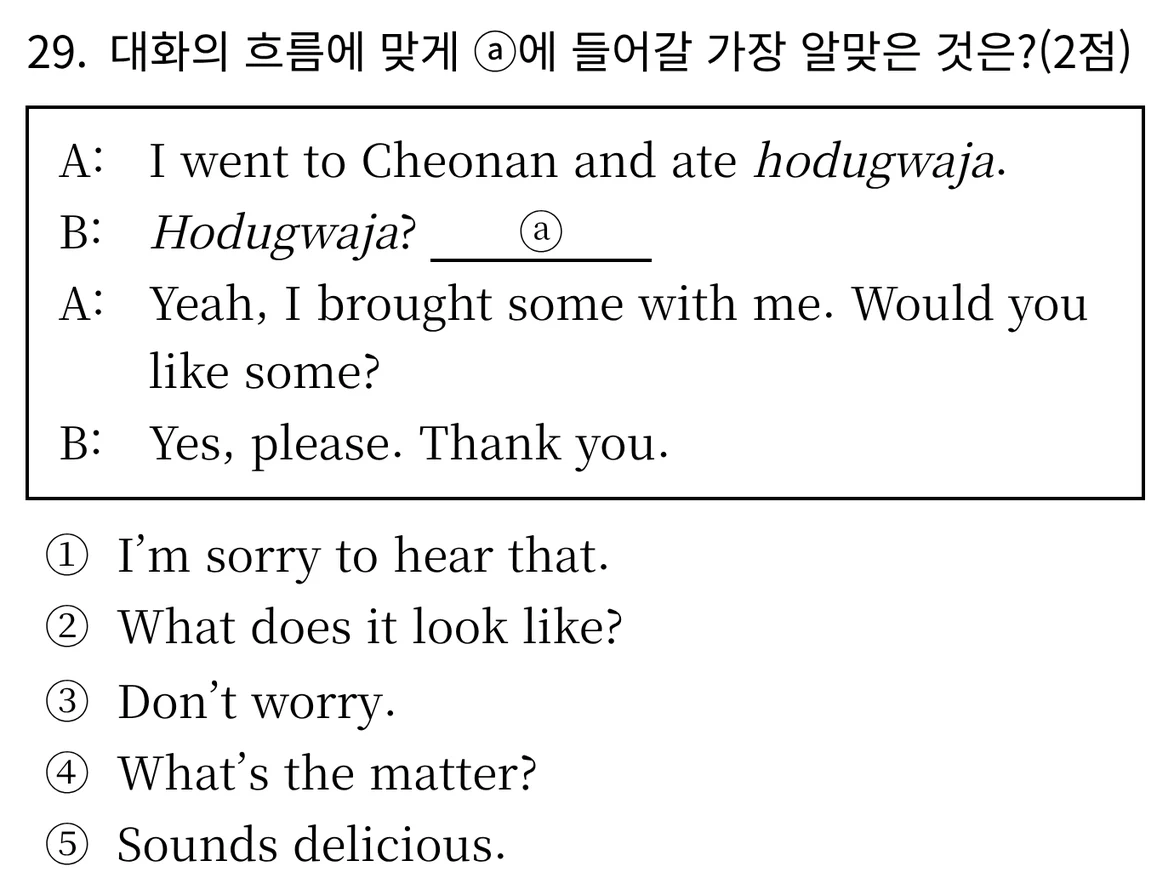 29. 대화의 흐름에 맞게 ⓐ에 들어갈 가장 알맞은 것은?(2점)
A: I went to Cheonan and ate hodugwaja.
B: Hodugwaja? ⓐ
A: Yeah, I brought some with me. Would you
like some?
B: Yes, please. Thank you.
① I’m sorry to hear that.
② What does it look like?
③ Don’t worry.
④ What’s the matter?
⑤ Sounds delicious.